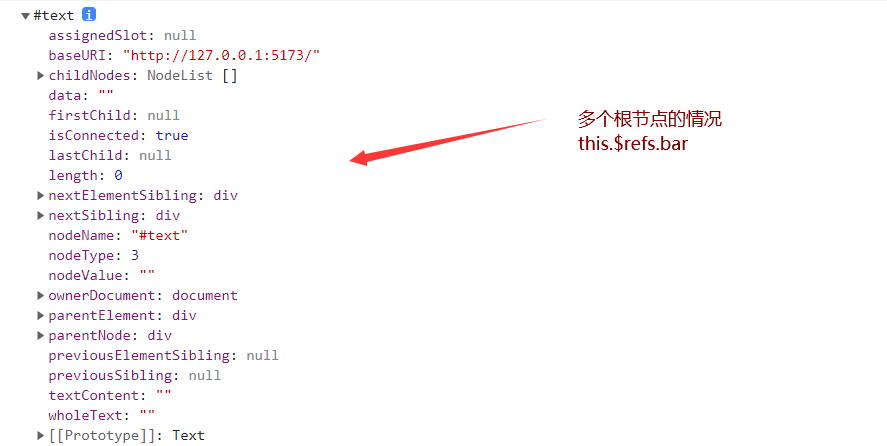 #text i
assignedSlot: null
baseURI: "http://127.0.0.1:5173/"
childNodes: NodeList []
data: ""
firstChild: null
isConnected: true
lastChild: null
length: 0
nextElementSibling: div
nextSibling: div
nodeName: "#text"
nodeType: 3
nodeValue: ""
ownerDocument: document
parentElement: div
parentNode: div
previousElementSibling: null
previousSibling: null
textContent: ""
wholeText: ""
[[Prototype]]: Text
多个根节点的情况
this.$refs.bar